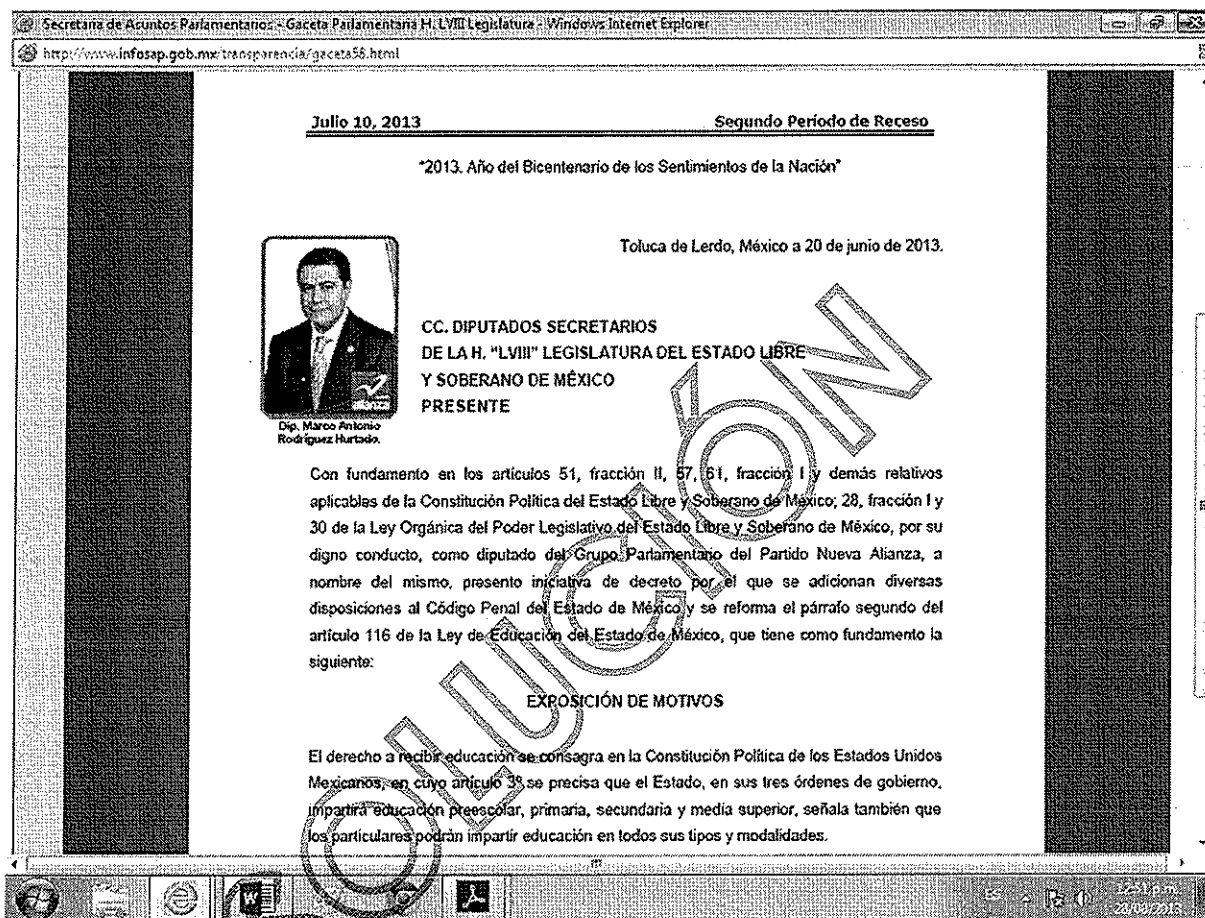 Secretaria de Asuntos Parlamentarios - Gaceta Parlamentaria H. LVIII Legislatura - Windows Internet Explorer
http://www.infosap.gob.mx/transparencia/gaceta58.html
Julio 10, 2013 Segundo Período de Receso
"2013. Año del Bicentenario de los Sentimientos de la Nación"
Toluca de Lerdo, México a 20 de junio de 2013.
CC. DIPUTADOS SECRETARIOS
DE LA H. "LVIII" LEGISLATURA DEL ESTADO LIBRE
Y SOBERANO DE MÉXICO
PRESENTE
Dip. Marco Antonio
Rodríguez Hurtado.
Con fundamento en los artículos 51, fracción II, 57, 61, fracción I y demás relativos
aplicables de la Constitución Política del Estado Libre y Soberano de México; 28, fracción I y
30 de la Ley Orgánica del Poder Legislativo del Estado Libre y Soberano de México, por su
digno conducto, como diputado del Grupo Parlamentario del Partido Nueva Alianza, a
nombre del mismo, presento iniciativa de decreto por el que se adicionan diversas
disposiciones al Código Penal del Estado de México y se reforma el párrafo segundo del
artículo 116 de la Ley de Educación del Estado de México, que tiene como fundamento la
siguiente:
EXPOSICIÓN DE MOTIVOS
El derecho a recibir educación se consagra en la Constitución Política de los Estados Unidos
Mexicanos, en cuyo artículo 3° se precisa que el Estado, en sus tres órdenes de gobierno,
impartirá educación preescolar, primaria, secundaria y media superior, señala también que
los particulares podrán impartir educación en todos sus tipos y modalidades.
OLUCIÓN
ES